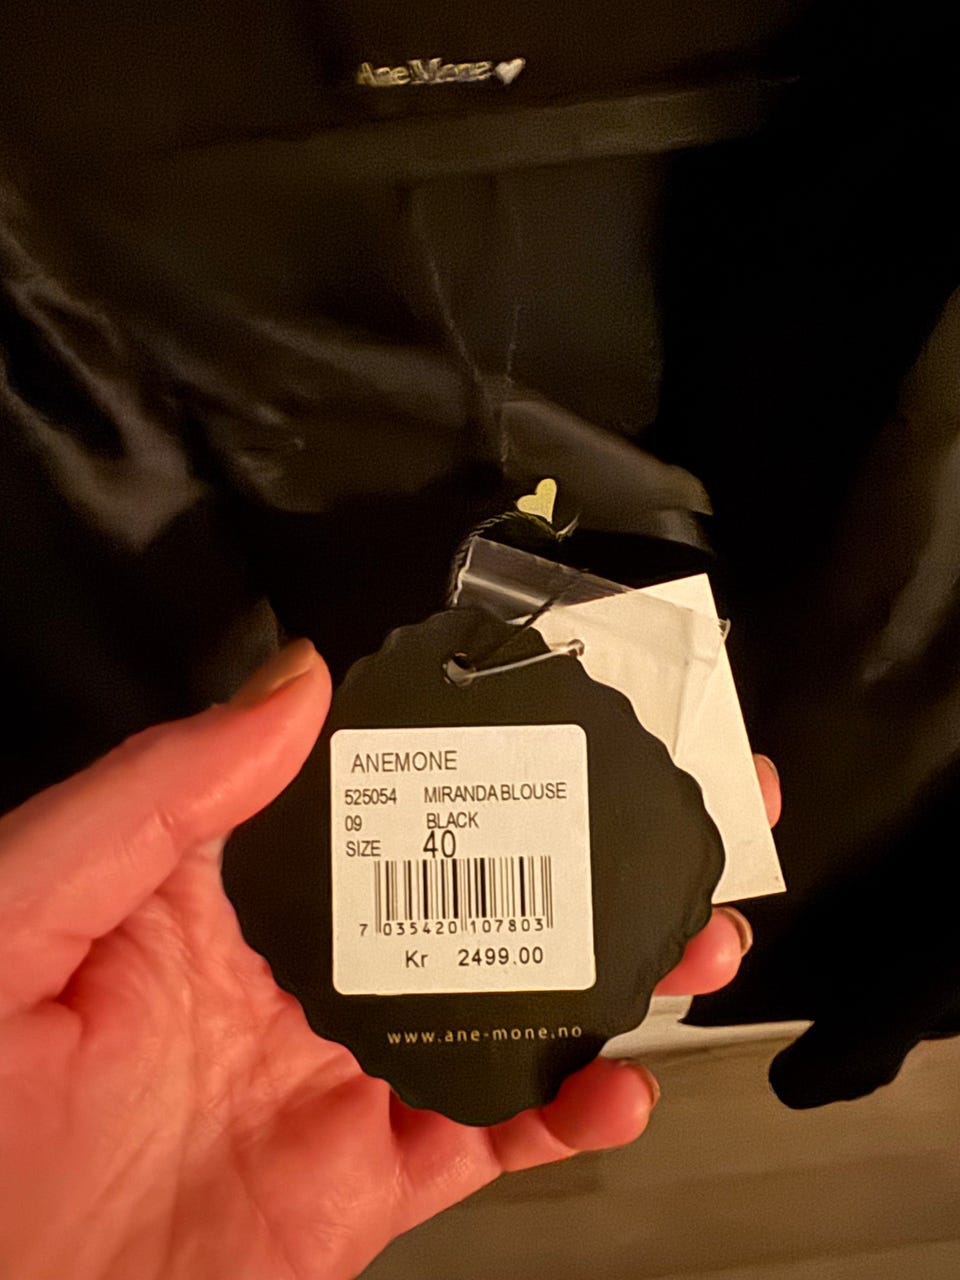 Ane Mone
ANEMONE
525054 MIRANDA BLOUSE
09 BLACK
SIZE 40
7 035420 107803
Kr 2499.00
www.ane-mone.no